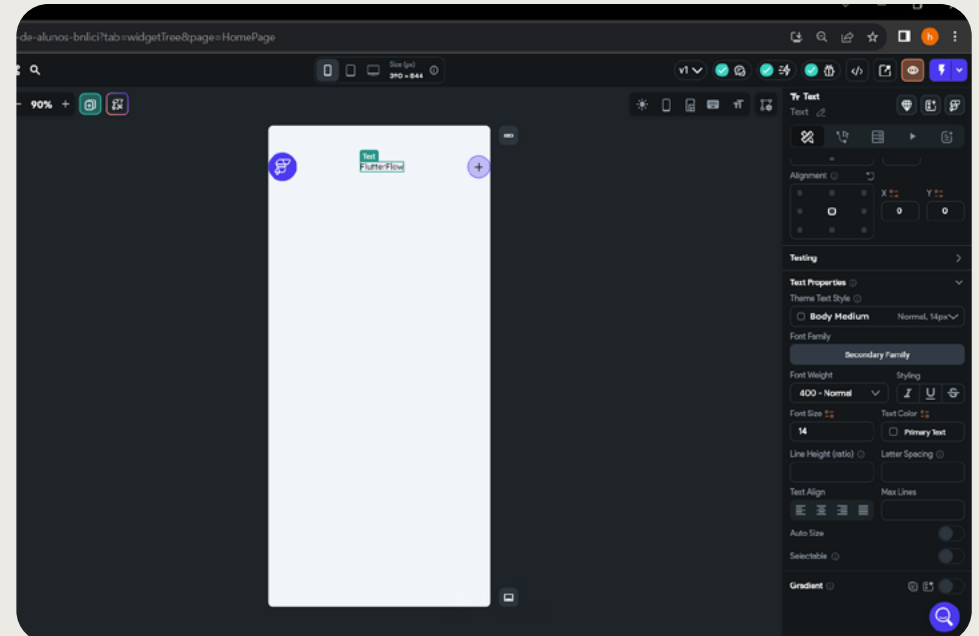 -de-alunos-bnlici?tab=widgetTree&page=HomePage
h
Size (px)
390 × 844
v1
90%
Tr Text
Text
Text
FlutterFlow
Alignment
X
Y
0
0
Testing
Text Properties
Theme Text Style
Body Medium
Normal, 14px
Font Family
Secondary Family
Font Weight
Styling
400 - Normal
I U S
Font Size
Text Color
14
Primary Text
Line Height (ratio)
Letter Spacing
Text Align
Max Lines
Auto Size
Selectable
Gradient